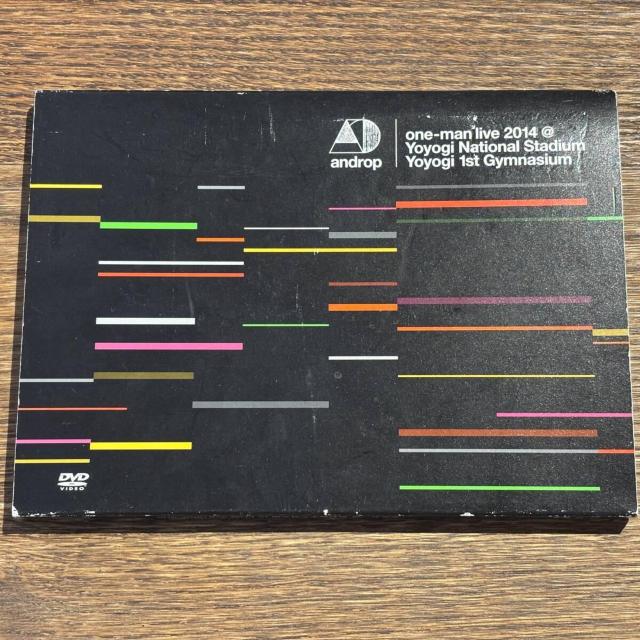 androp
one-man live 2014 @
Yoyogi National Stadium
Yoyogi 1st Gymnasium
DVD
VIDEO